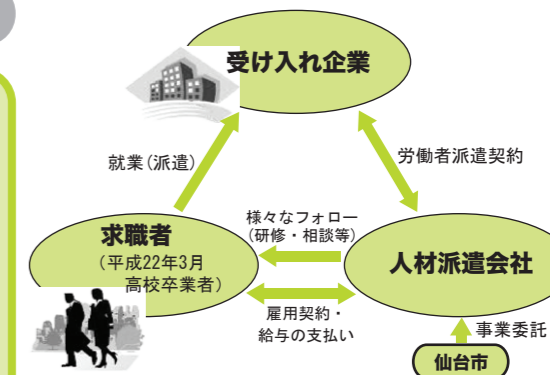 受け入れ企業
就業(派遣)
労働者派遣契約
様々なフォロー
(研修・相談等)
求職者
(平成22年3月
高校卒業者)
人材派遣会社
雇用契約・
給与の支払い
事業委託
仙台市